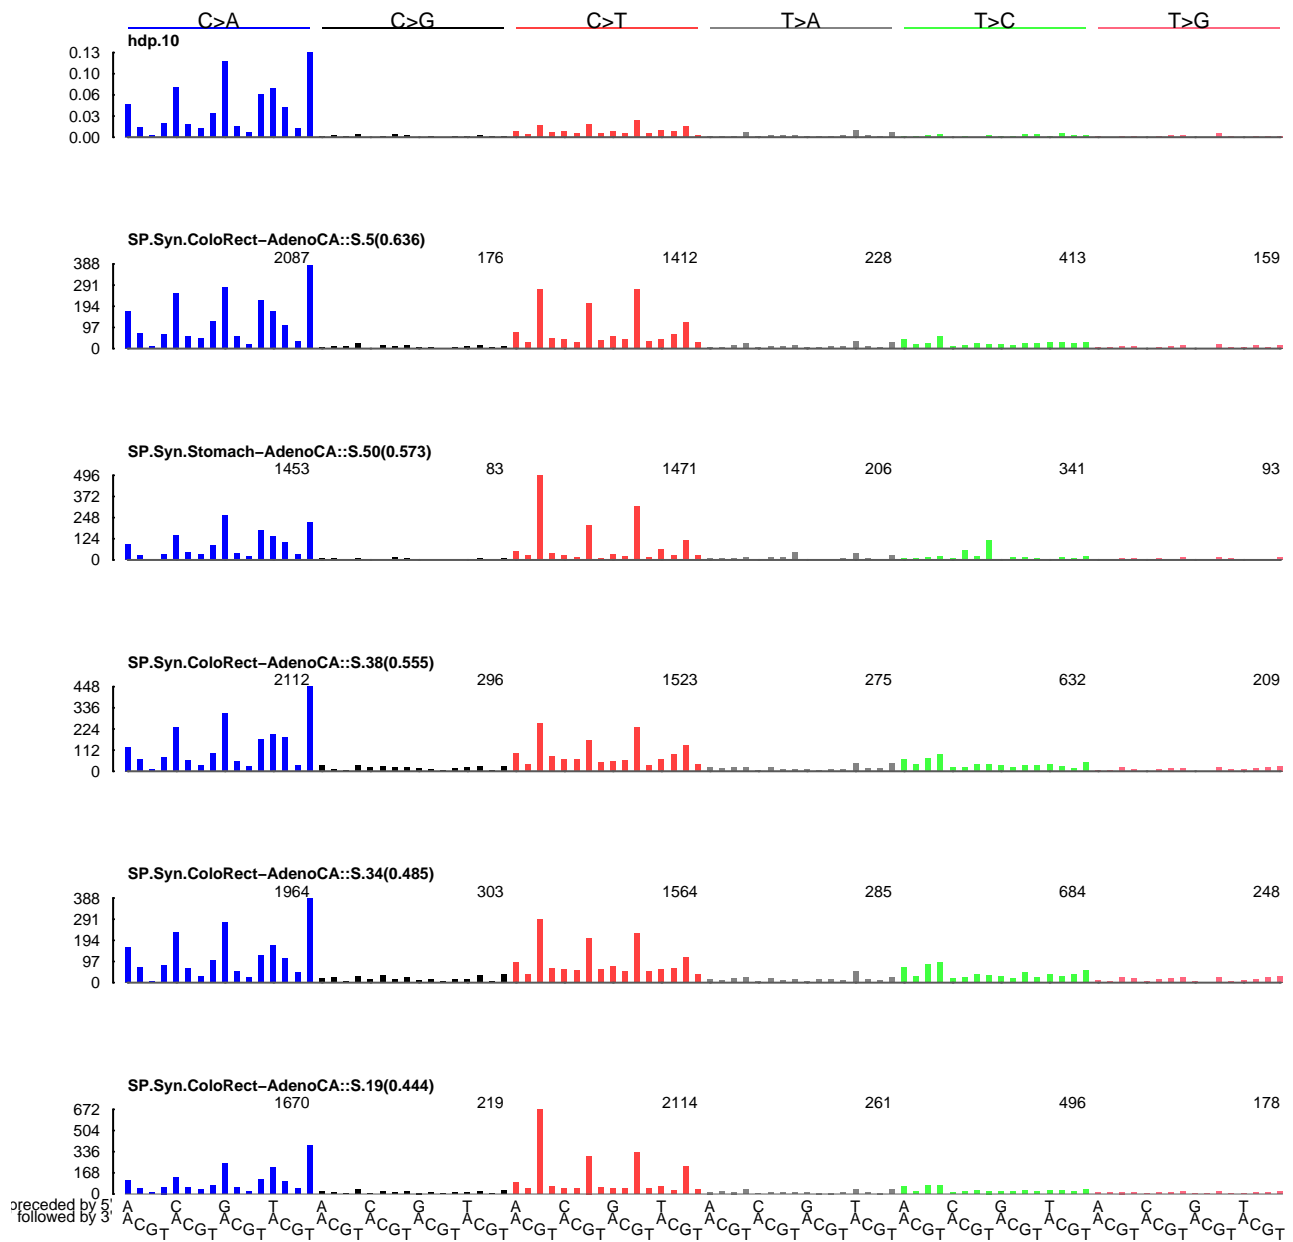 C>A C>G C>T T>A T>C T>G
hdp.10
0.13
0.10
0.06
0.03
0.00
SP.Syn.ColoRect−AdenoCA::S.5(0.636)
2087 176 1412 228 413 159
388
291
194
97
0
SP.Syn.Stomach−AdenoCA::S.50(0.573)
1453 83 1471 206 341 93
496
372
248
124
0
SP.Syn.ColoRect−AdenoCA::S.38(0.555)
2112 296 1523 275 632 209
448
336
224
112
0
SP.Syn.ColoRect−AdenoCA::S.34(0.485)
1964 303 1564 285 684 248
388
291
194
97
0
SP.Syn.ColoRect−AdenoCA::S.19(0.444)
1670 219 2114 261 496 178
672
504
336
168
0
preceded by 5' A C G T A C G T A C G T A C G T A C G T A C G T
followed by 3' A C G T A C G T A C G T A C G T A C G T A C G T A C G T A C G T A C G T A C G T A C G T A C G T A C G T A C G T A C G T A C G T A C G T A C G T A C G T A C G T A C G T A C G T A C G T A C G T